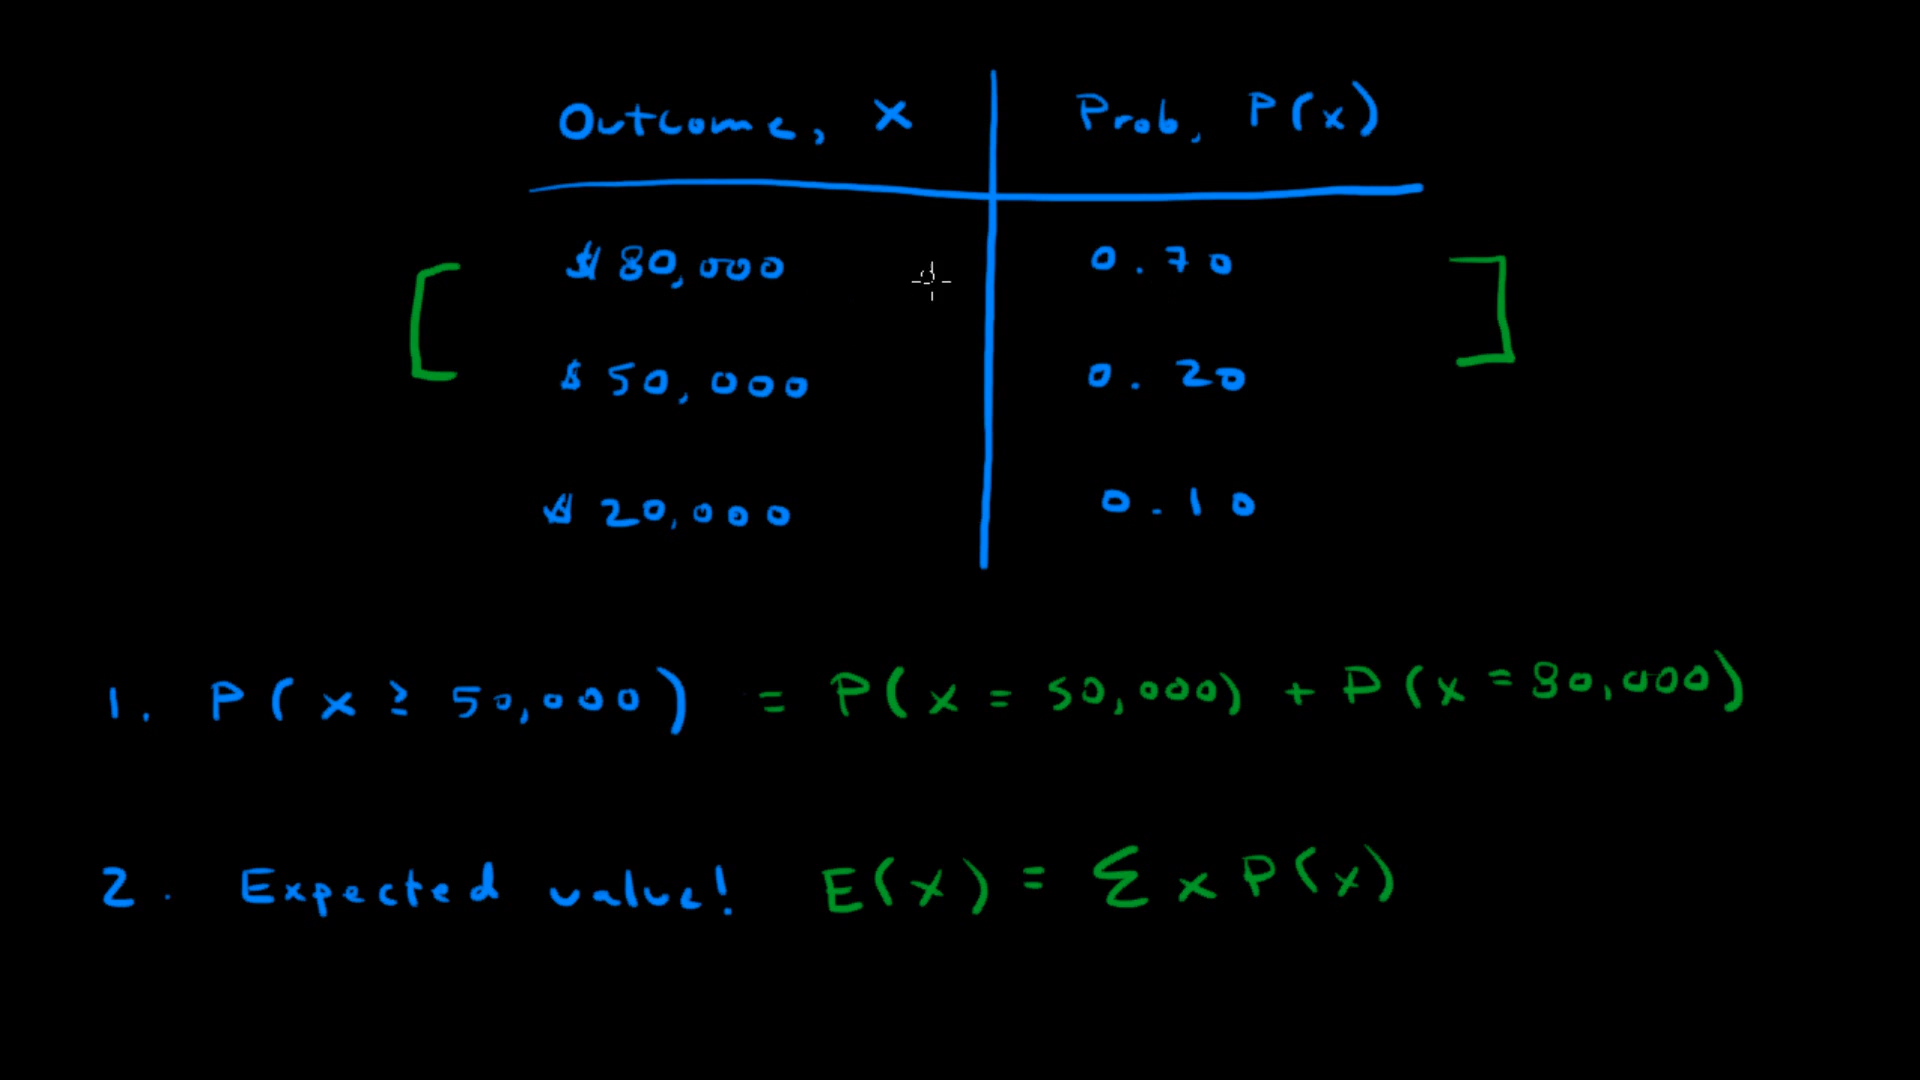 Outcome, X Prob, P(x)
$ 80,000 0.70
$ 50,000 0.20
$ 20,000 0.10
1. P(x ≥ 50,000) = P(x = 50,000) + P(x = 80,000)
2. Expected value! E(x) = Σ x P(x)